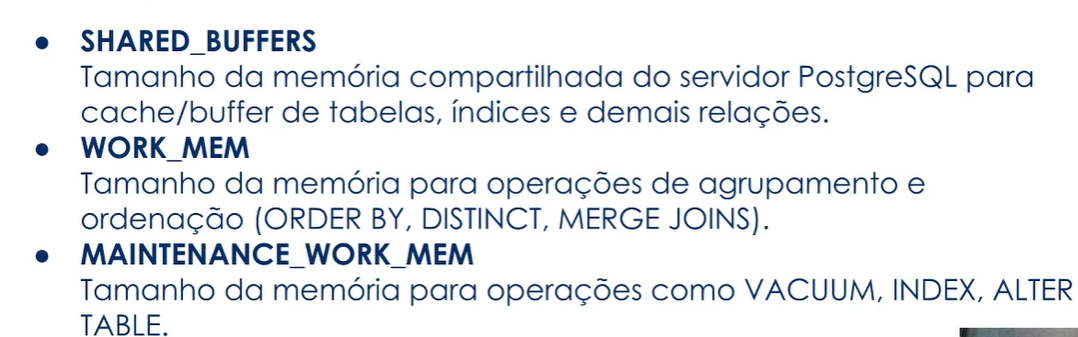 ● SHARED_BUFFERS
Tamanho da memória compartilhada do servidor PostgreSQL para
cache/buffer de tabelas, índices e demais relações.
● WORK_MEM
Tamanho da memória para operações de agrupamento e
ordenação (ORDER BY, DISTINCT, MERGE JOINS).
● MAINTENANCE_WORK_MEM
Tamanho da memória para operações como VACUUM, INDEX, ALTER
TABLE.